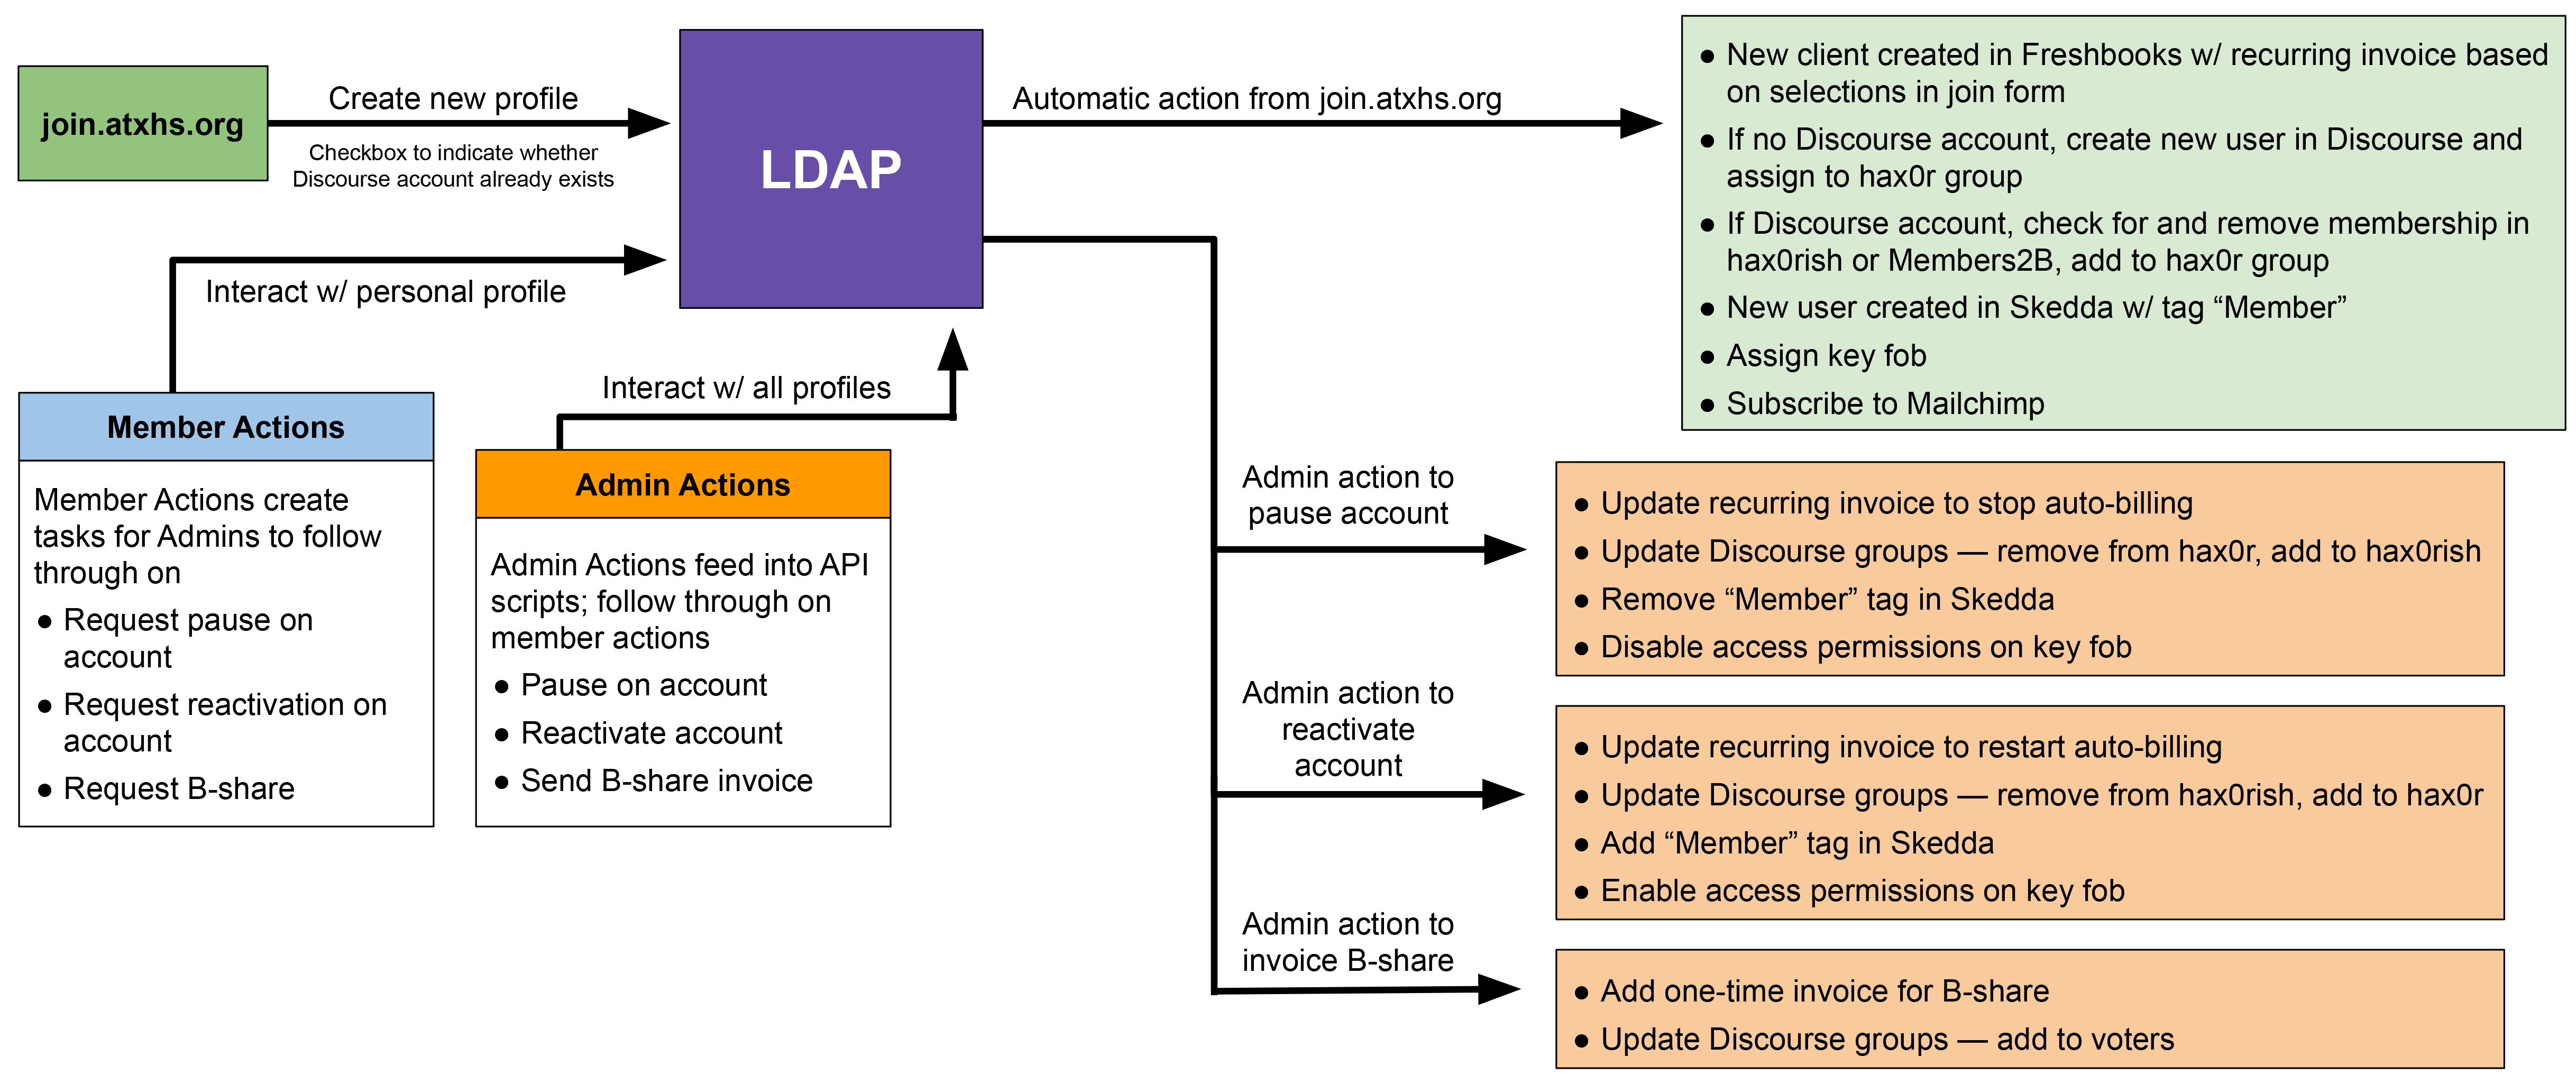 join.atxhs.org
Create new profile
Checkbox to indicate whether
Discourse account already exists
LDAP
Automatic action from join.atxhs.org
● New client created in Freshbooks w/ recurring invoice based
on selections in join form
● If no Discourse account, create new user in Discourse and
assign to hax0r group
● If Discourse account, check for and remove membership in
hax0rish or Members2B, add to hax0r group
● New user created in Skedda w/ tag “Member”
● Assign key fob
● Subscribe to Mailchimp
Interact w/ personal profile
Interact w/ all profiles
Member Actions
Member Actions create
tasks for Admins to follow
through on
● Request pause on
account
● Request reactivation on
account
● Request B-share
Admin Actions
Admin Actions feed into API
scripts; follow through on
member actions
● Pause on account
● Reactivate account
● Send B-share invoice
Admin action to
pause account
● Update recurring invoice to stop auto-billing
● Update Discourse groups — remove from hax0r, add to hax0rish
● Remove “Member” tag in Skedda
● Disable access permissions on key fob
Admin action to
reactivate
account
● Update recurring invoice to restart auto-billing
● Update Discourse groups — remove from hax0rish, add to hax0r
● Add “Member” tag in Skedda
● Enable access permissions on key fob
Admin action to
invoice B-share
● Add one-time invoice for B-share
● Update Discourse groups — add to voters